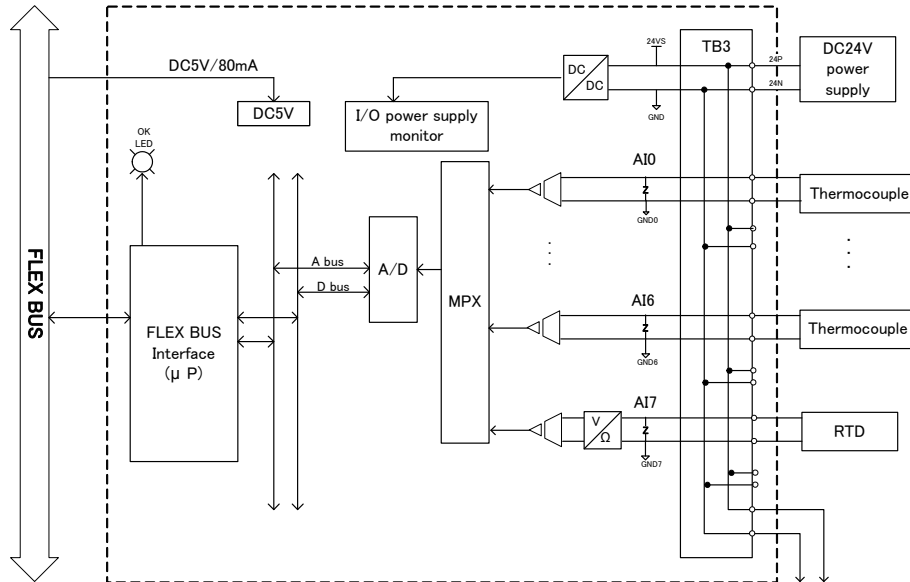 24VS
TB3
24P
DC24V
power
supply
DC5V/80mA
DC
DC
24N
DC5V
I/O power supply
monitor
GND
OK
LED
AI0
Thermocouple
Z
GND0
FLEX BUS
A bus
A/D
D bus
MPX
AI6
Thermocouple
FLEX BUS
Interface
(μ P)
Z
GND6
AI7
V
Ω
Z
RTD
GND7